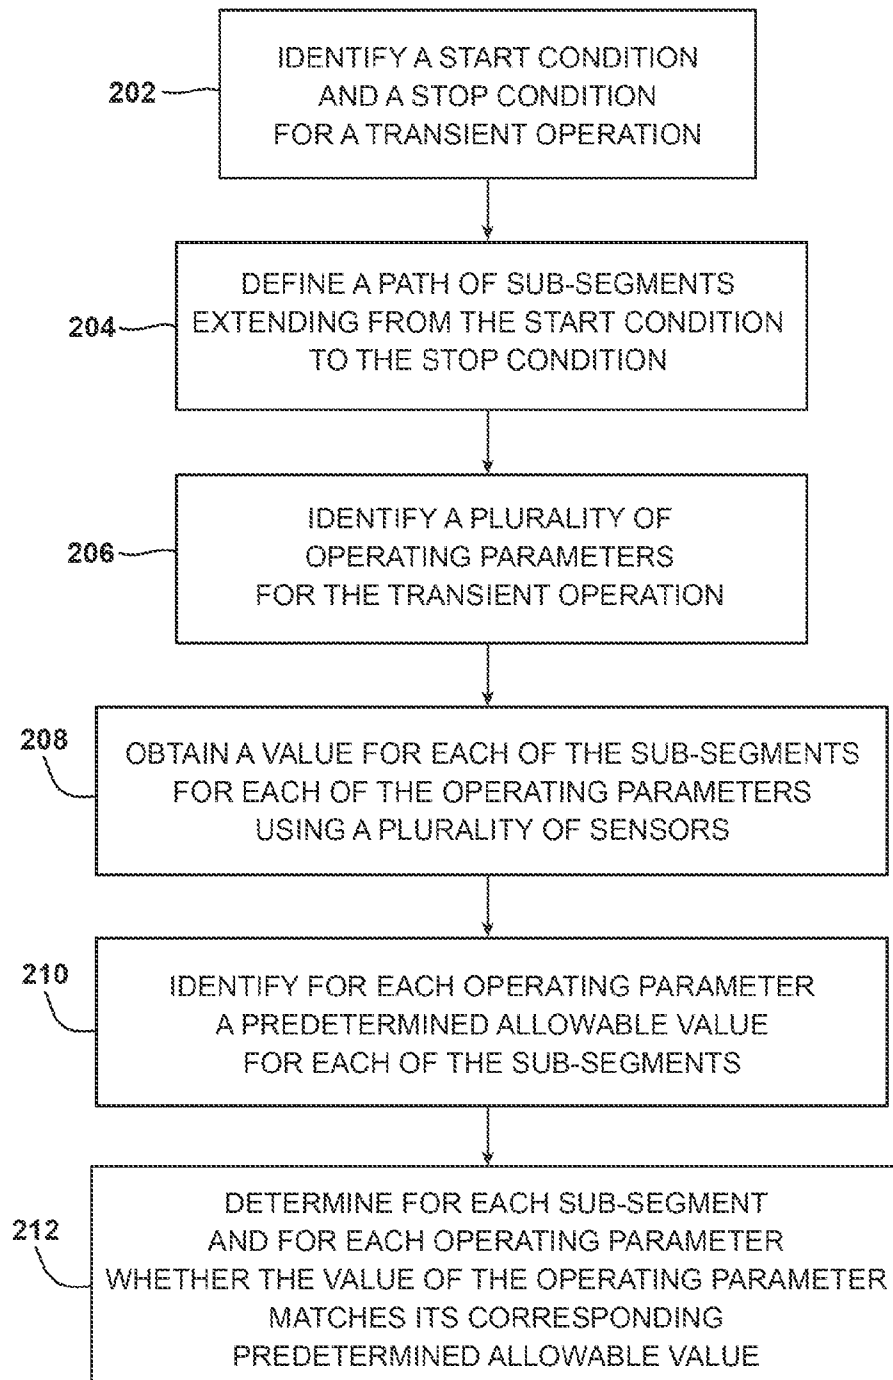 202
IDENTIFY A START CONDITION
AND A STOP CONDITION
FOR A TRANSIENT OPERATION
204
DEFINE A PATH OF SUB-SEGMENTS
EXTENDING FROM THE START CONDITION
TO THE STOP CONDITION
206
IDENTIFY A PLURALITY OF
OPERATING PARAMETERS
FOR THE TRANSIENT OPERATION
208
OBTAIN A VALUE FOR EACH OF THE SUB-SEGMENTS
FOR EACH OF THE OPERATING PARAMETERS
USING A PLURALITY OF SENSORS
210
IDENTIFY FOR EACH OPERATING PARAMETER
A PREDETERMINED ALLOWABLE VALUE
FOR EACH OF THE SUB-SEGMENTS
212
DETERMINE FOR EACH SUB-SEGMENT
AND FOR EACH OPERATING PARAMETER
WHETHER THE VALUE OF THE OPERATING PARAMETER
MATCHES ITS CORRESPONDING
PREDETERMINED ALLOWABLE VALUE